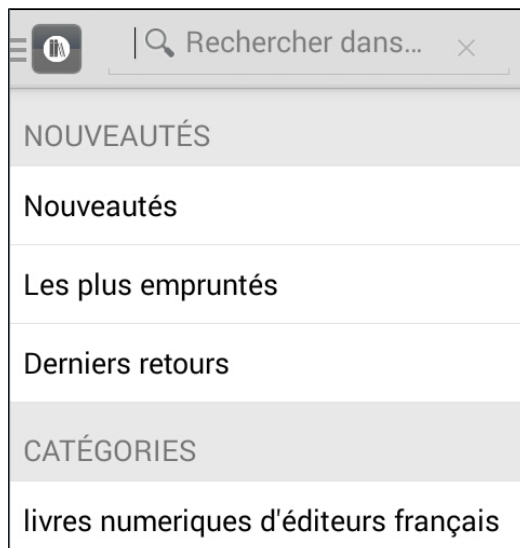 Rechercher dans...
NOUVEAUTÉS
Nouveautés
Les plus empruntés
Derniers retours
CATÉGORIES
livres numeriques d'éditeurs français